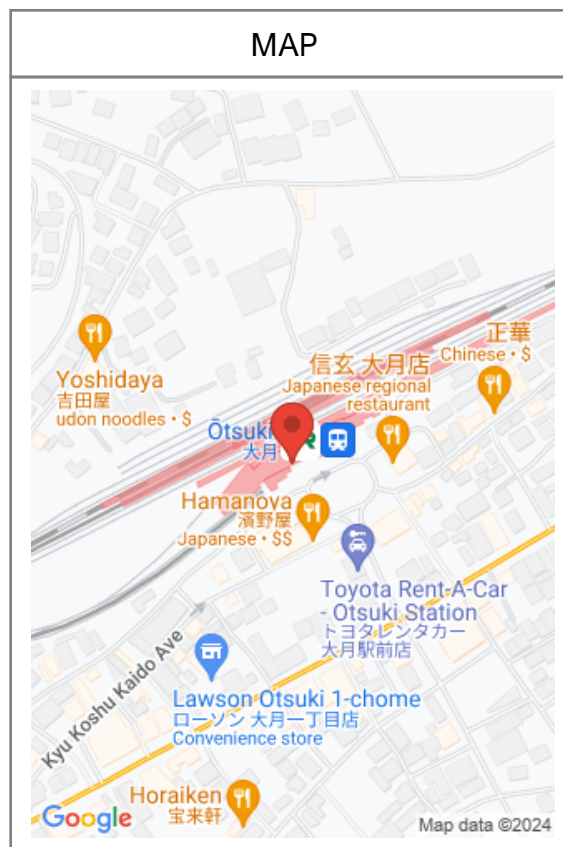 MAP
正華
Chinese • $
信玄 大月店
Japanese regional
restaurant
Yoshidaya
吉田屋
udon noodles • $
Ōtsuki
大月
Hamanoya
濱野屋
Japanese • $$
Toyota Rent-A-Car
- Otsuki Station
トヨタレンタカー
大月駅前店
Kyu Koshu Kaido Ave
Lawson Otsuki 1-chome
ローソン 大月一丁目店
Convenience store
Horaiken
宝来軒
Google
Map data ©2024